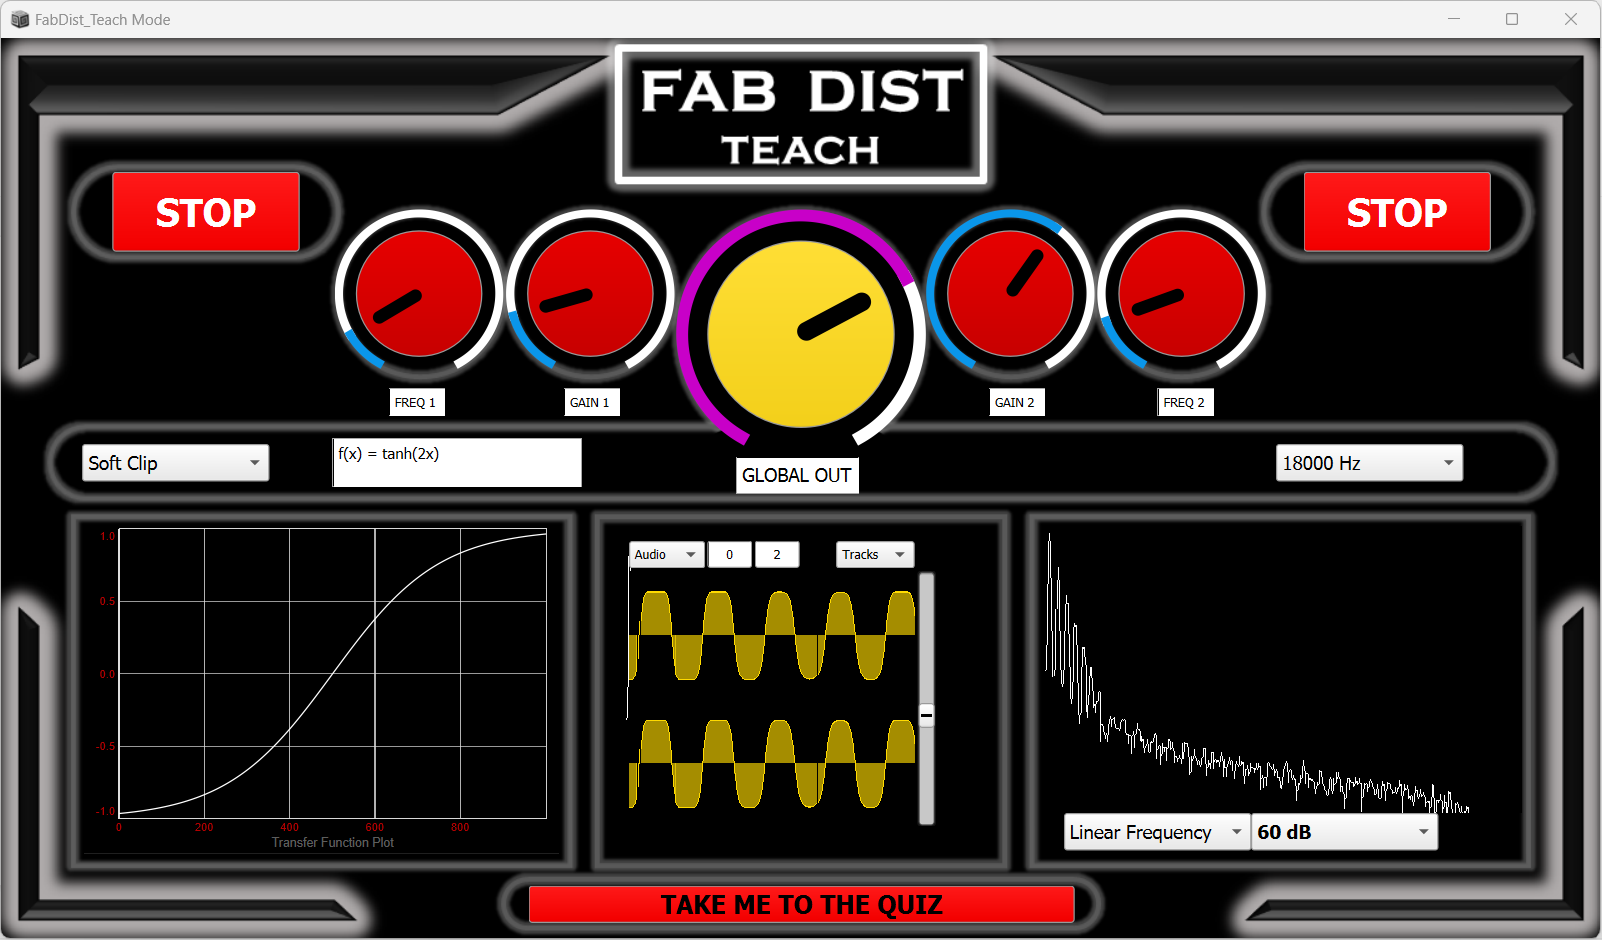 FabDist_Teach Mode
FAB DIST
TEACH
STOP
STOP
FREQ 1
GAIN 1
GAIN 2
FREQ 2
Soft Clip
f(x) = tanh(2x)
GLOBAL OUT
18000 Hz
1.0
0.5
0.0
-0.5
-1.0
0
200
400
600
800
Transfer Function Plot
Audio
0
2
Tracks
Linear Frequency
60 dB
TAKE ME TO THE QUIZ